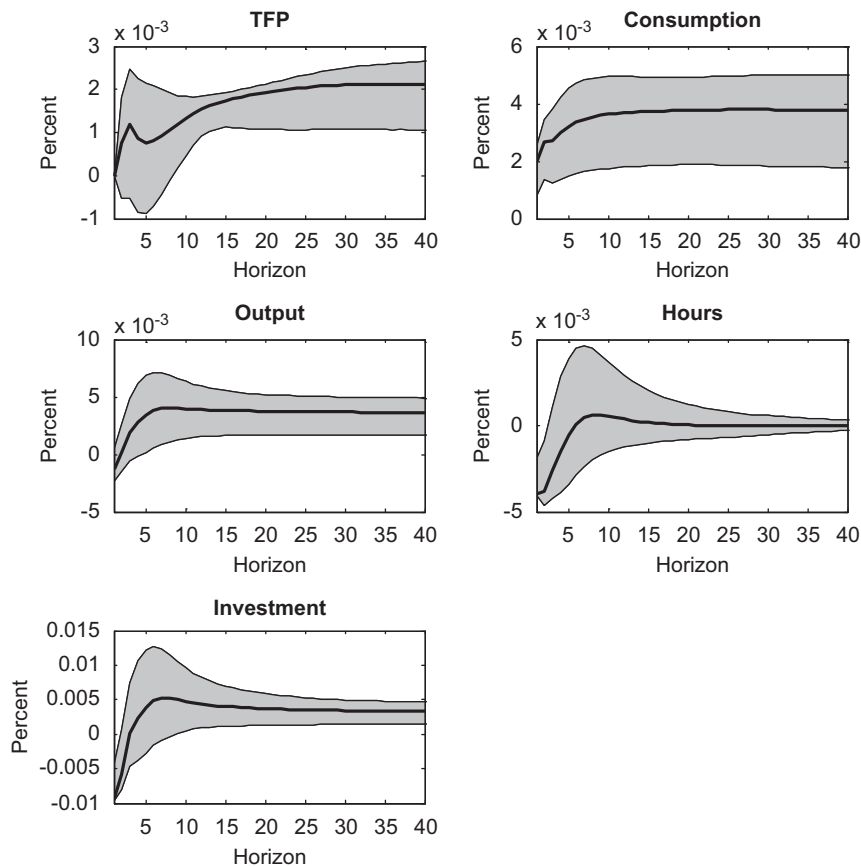 TFP
x 10-3
3
2
1
0
-1
Percent
5 10 15 20 25 30 35 40
Horizon
Consumption
x 10-3
6
4
2
0
Percent
5 10 15 20 25 30 35 40
Horizon
Output
x 10-3
10
5
0
-5
Percent
5 10 15 20 25 30 35 40
Horizon
Hours
x 10-3
5
0
-5
Percent
5 10 15 20 25 30 35 40
Horizon
Investment
0.015
0.01
0.005
0
-0.005
-0.01
Percent
5 10 15 20 25 30 35 40
Horizon